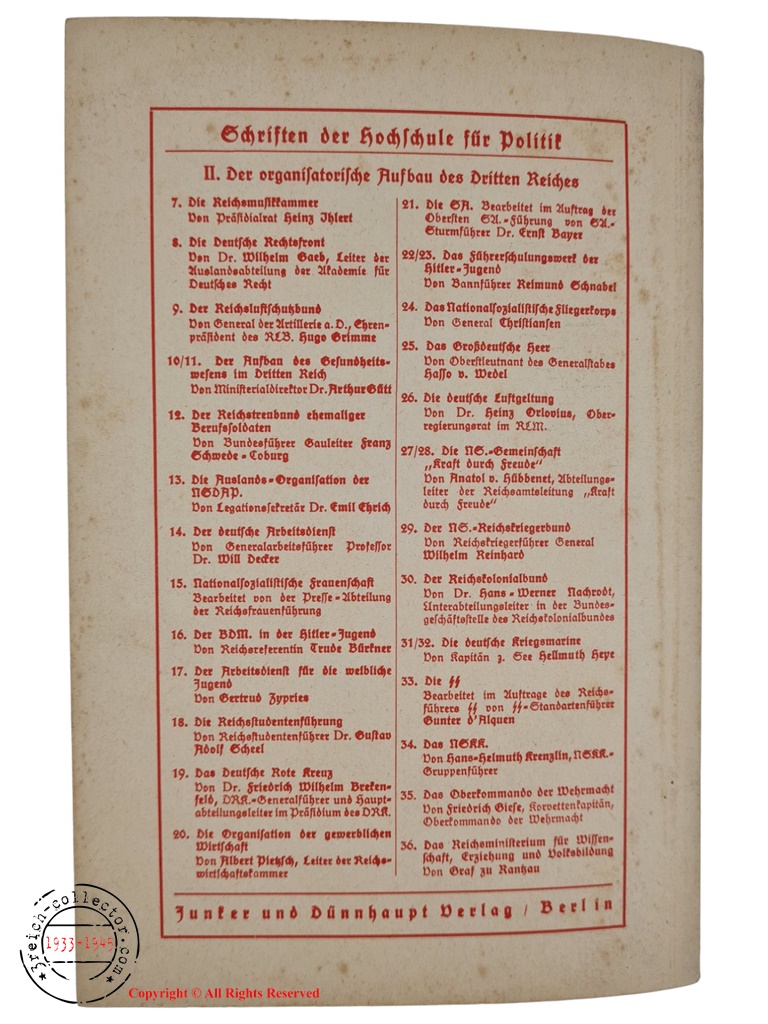 Schriften der Hochschule für Politik
II. Der organisatorische Aufbau des Dritten Reiches
7. Die Reichsmusikkammer
Von Präsidialrat Heinz Ihlert
8. Die Deutsche Rechtsfront
Von Dr. Wilhelm Gaeb, Leiter der
Auslandsabteilung der Akademie für
Deutsches Recht
9. Der Reichsluftschutzbund
Von General der Artillerie a. D., Ehren-
präsident des RLB. Hugo Grimme
10/11. Der Aufbau des Gesundheits-
wesens im Dritten Reich
Von Ministerialdirektor Dr. Arthur Gütt
12. Der Reichstreubund ehemaliger
Berufssoldaten
Von Bundesführer Gauleiter Franz
Schwede-Coburg
13. Die Auslands-Organisation der
NSDAP.
Von Legationssekretär Dr. Emil Ehrich
14. Der deutsche Arbeitsdienst
Von Generalarbeitsführer Professor
Dr. Will Decker
15. Nationalsozialistische Frauenschaft
Bearbeitet von der Presse-Abteilung
der Reichsfrauenführung
16. Der BDM. in der Hitler-Jugend
Von Reichsreferentin Trude Bürkner
17. Der Arbeitsdienst für die weibliche
Jugend
Von Gertrud Zypries
18. Die Reichsstudentenführung
Von Reichsstudentenführer Dr. Gustav
Adolf Scheel
19. Das Deutsche Rote Kreuz
Von Dr. Friedrich Wilhelm Breken-
feld, DRK.-Generalführer und Haupt-
abteilungsleiter im Präsidium des DRK.
20. Die Organisation der gewerblichen
Wirtschaft
Von Albert Pietzsch, Leiter der Reichs-
wirtschaftskammer
21. Die SA. Bearbeitet im Auftrag der
Obersten SA.-Führung von SA.-
Sturmführer Dr. Ernst Bayer
22/23. Das Führerschulungswerk der
Hitler-Jugend
Von Bannführer Reimund Schnabel
24. Das Nationalsozialistische Fliegerkorps
Von General Christiansen
25. Das Großdeutsche Heer
Von Oberstleutnant des Generalstabes
Hasso v. Wedel
26. Die deutsche Luftgeltung
Von Dr. Heinz Orlovius, Ober-
regierungsrat im RLM.
27/28. Die NS.-Gemeinschaft
„Kraft durch Freude“
Von Anatol v. Hübbenet, Abteilungs-
leiter der Reichsamtsleitung „Kraft
durch Freude“
29. Der NS.-Reichskriegerbund
Von Reichskriegerführer General
Wilhelm Reinhard
30. Der Reichskolonialbund
Von Dr. Hans-Werner Nachrodt,
Unterabteilungsleiter in der Bundes-
geschäftsstelle des Reichskolonialbundes
31/32. Die deutsche Kriegsmarine
Von Kapitän z. See Hellmuth Heye
33. Die SS
Bearbeitet im Auftrage des Reichs-
führers SS von SS-Standartenführer
Gunter d'Alquen
34. Das NSKK.
Von Hans-Helmuth Krenzlin, NSKK.-
Gruppenführer
35. Das Oberkommando der Wehrmacht
Von Friedrich Giese, Korvettenkapitän,
Oberkommando der Wehrmacht
36. Das Reichsministerium für Wissen-
schaft, Erziehung und Volksbildung
Von Graf zu Rantzau
Junker und Dünnhaupt Verlag / Berlin
3reich-collector.com
1933-1945
Copyright © All Rights Reserved